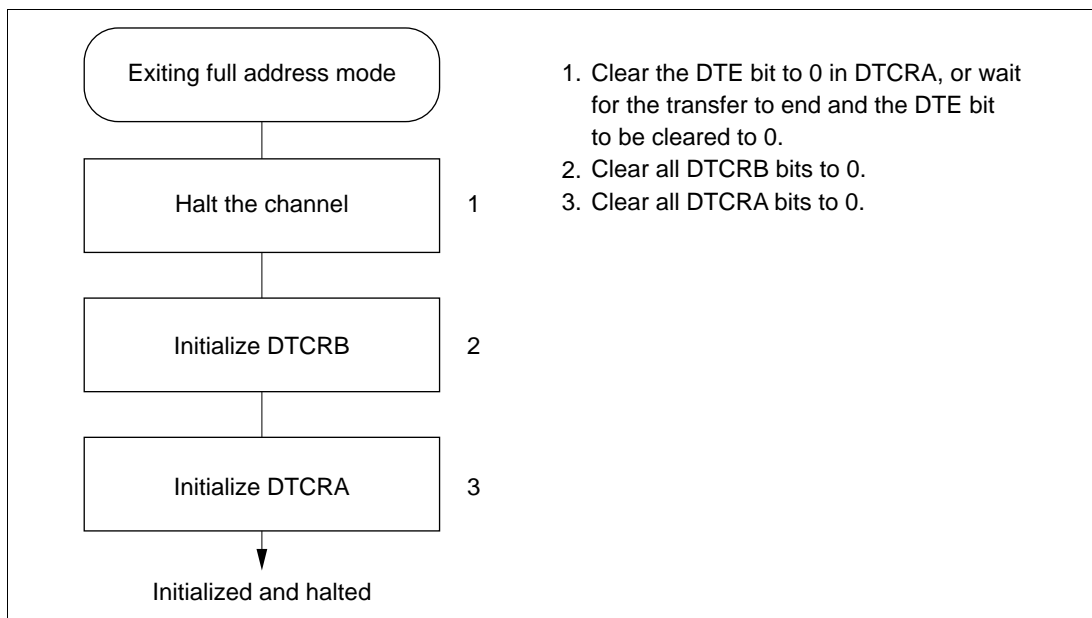 Exiting full address mode
Halt the channel
1
Initialize DTCRB
2
Initialize DTCRA
3
Initialized and halted
1. Clear the DTE bit to 0 in DTCRA, or wait
for the transfer to end and the DTE bit
to be cleared to 0.
2. Clear all DTCRB bits to 0.
3. Clear all DTCRA bits to 0.